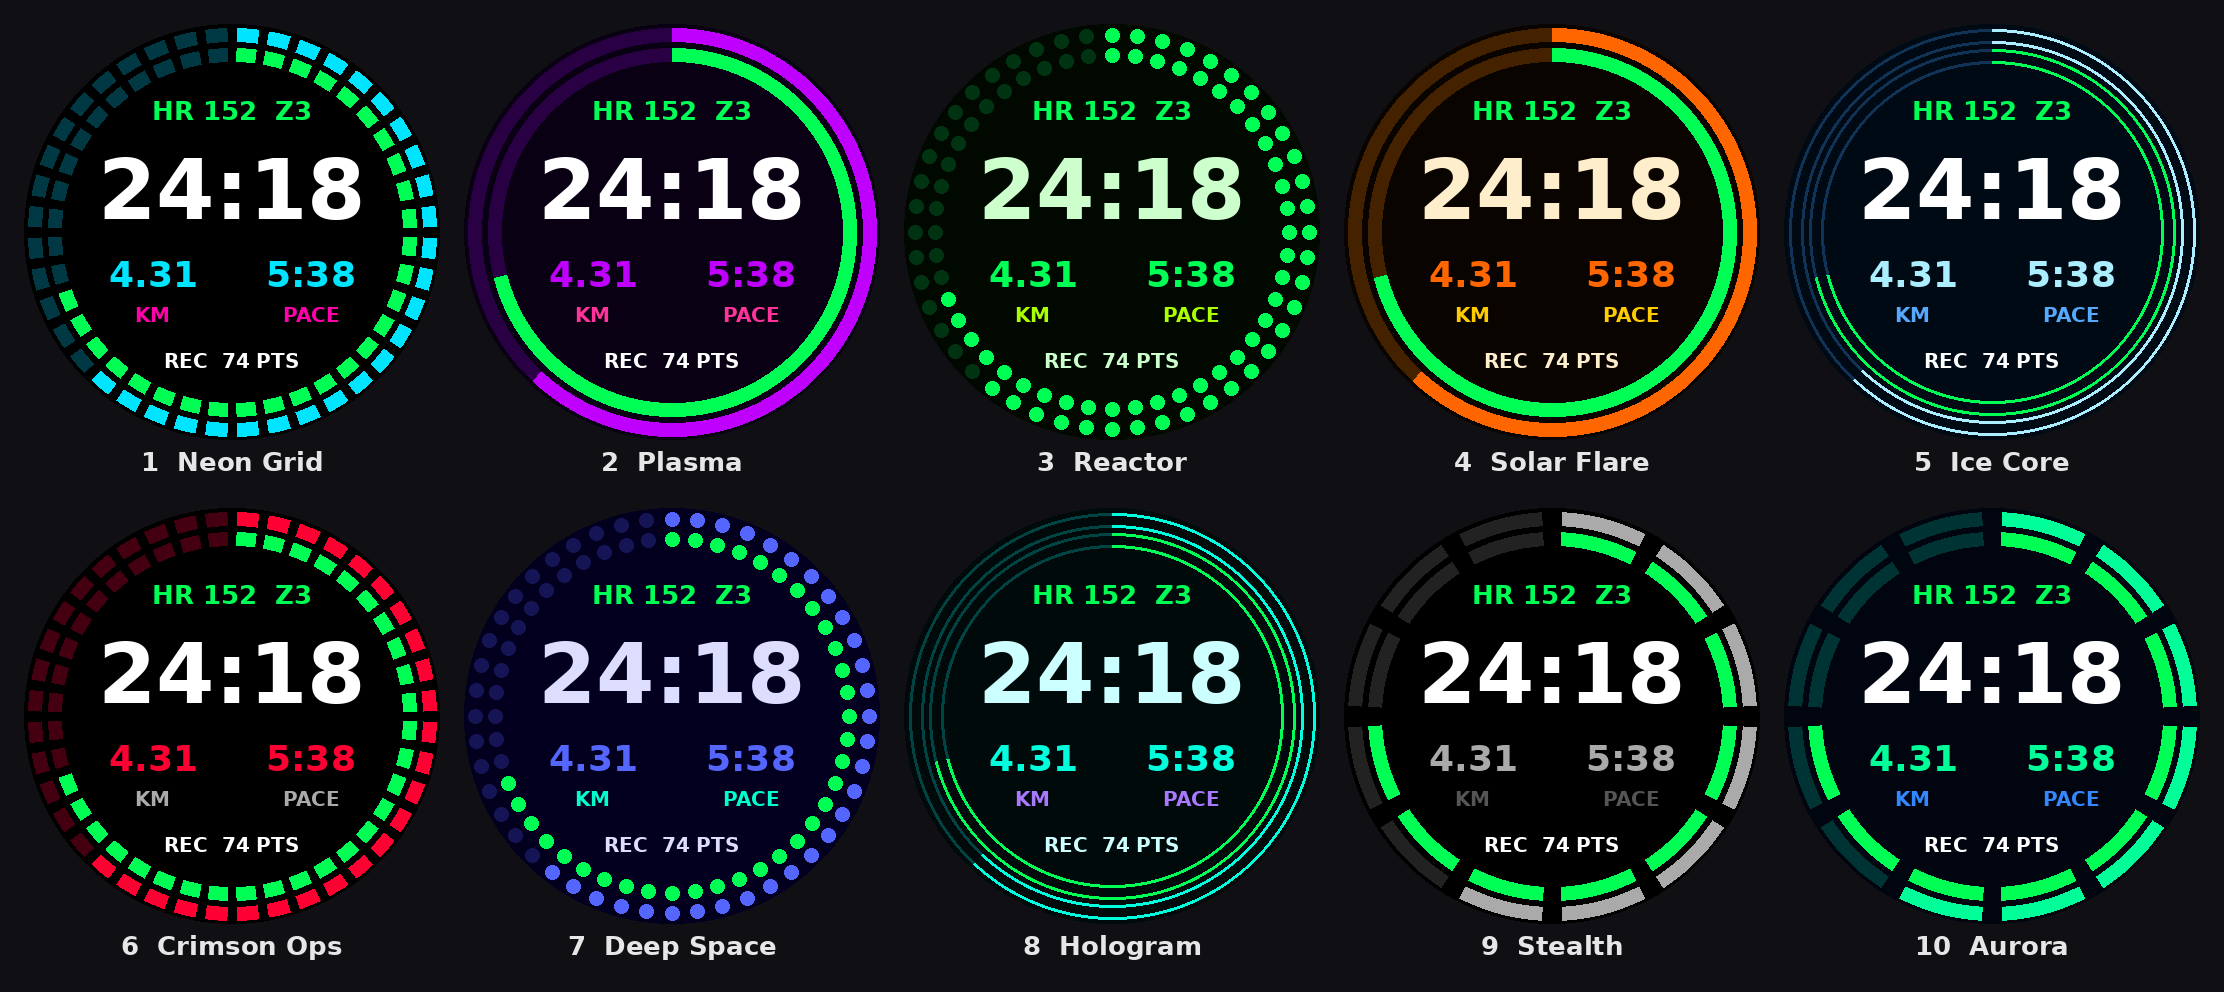 HR 152 Z3
24:18
4.31 5:38
KM PACE
REC 74 PTS
1 Neon Grid
HR 152 Z3
24:18
4.31 5:38
KM PACE
REC 74 PTS
2 Plasma
HR 152 Z3
24:18
4.31 5:38
KM PACE
REC 74 PTS
3 Reactor
HR 152 Z3
24:18
4.31 5:38
KM PACE
REC 74 PTS
4 Solar Flare
HR 152 Z3
24:18
4.31 5:38
KM PACE
REC 74 PTS
5 Ice Core
HR 152 Z3
24:18
4.31 5:38
KM PACE
REC 74 PTS
6 Crimson Ops
HR 152 Z3
24:18
4.31 5:38
KM PACE
REC 74 PTS
7 Deep Space
HR 152 Z3
24:18
4.31 5:38
KM PACE
REC 74 PTS
8 Hologram
HR 152 Z3
24:18
4.31 5:38
KM PACE
REC 74 PTS
9 Stealth
HR 152 Z3
24:18
4.31 5:38
KM PACE
REC 74 PTS
10 Aurora